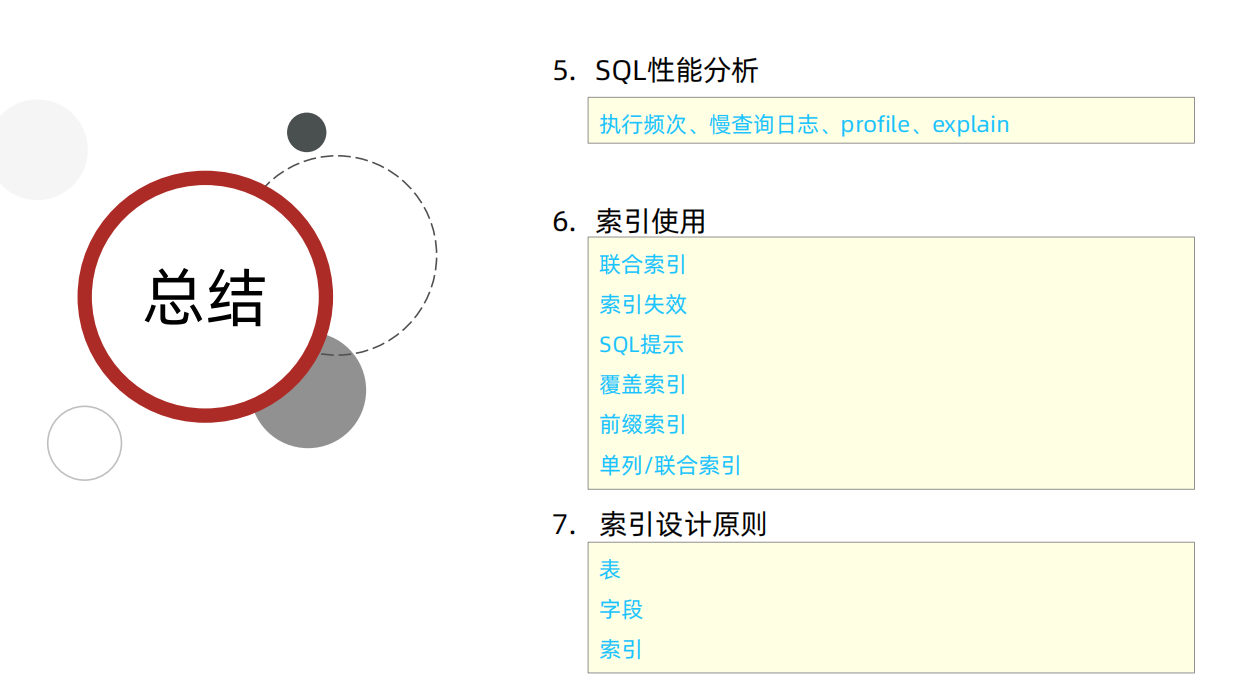 总结
5. SQL性能分析
执行频次、慢查询日志、profile、explain
6. 索引使用
联合索引
索引失效
SQL提示
覆盖索引
前缀索引
单列/联合索引
7. 索引设计原则
表
字段
索引